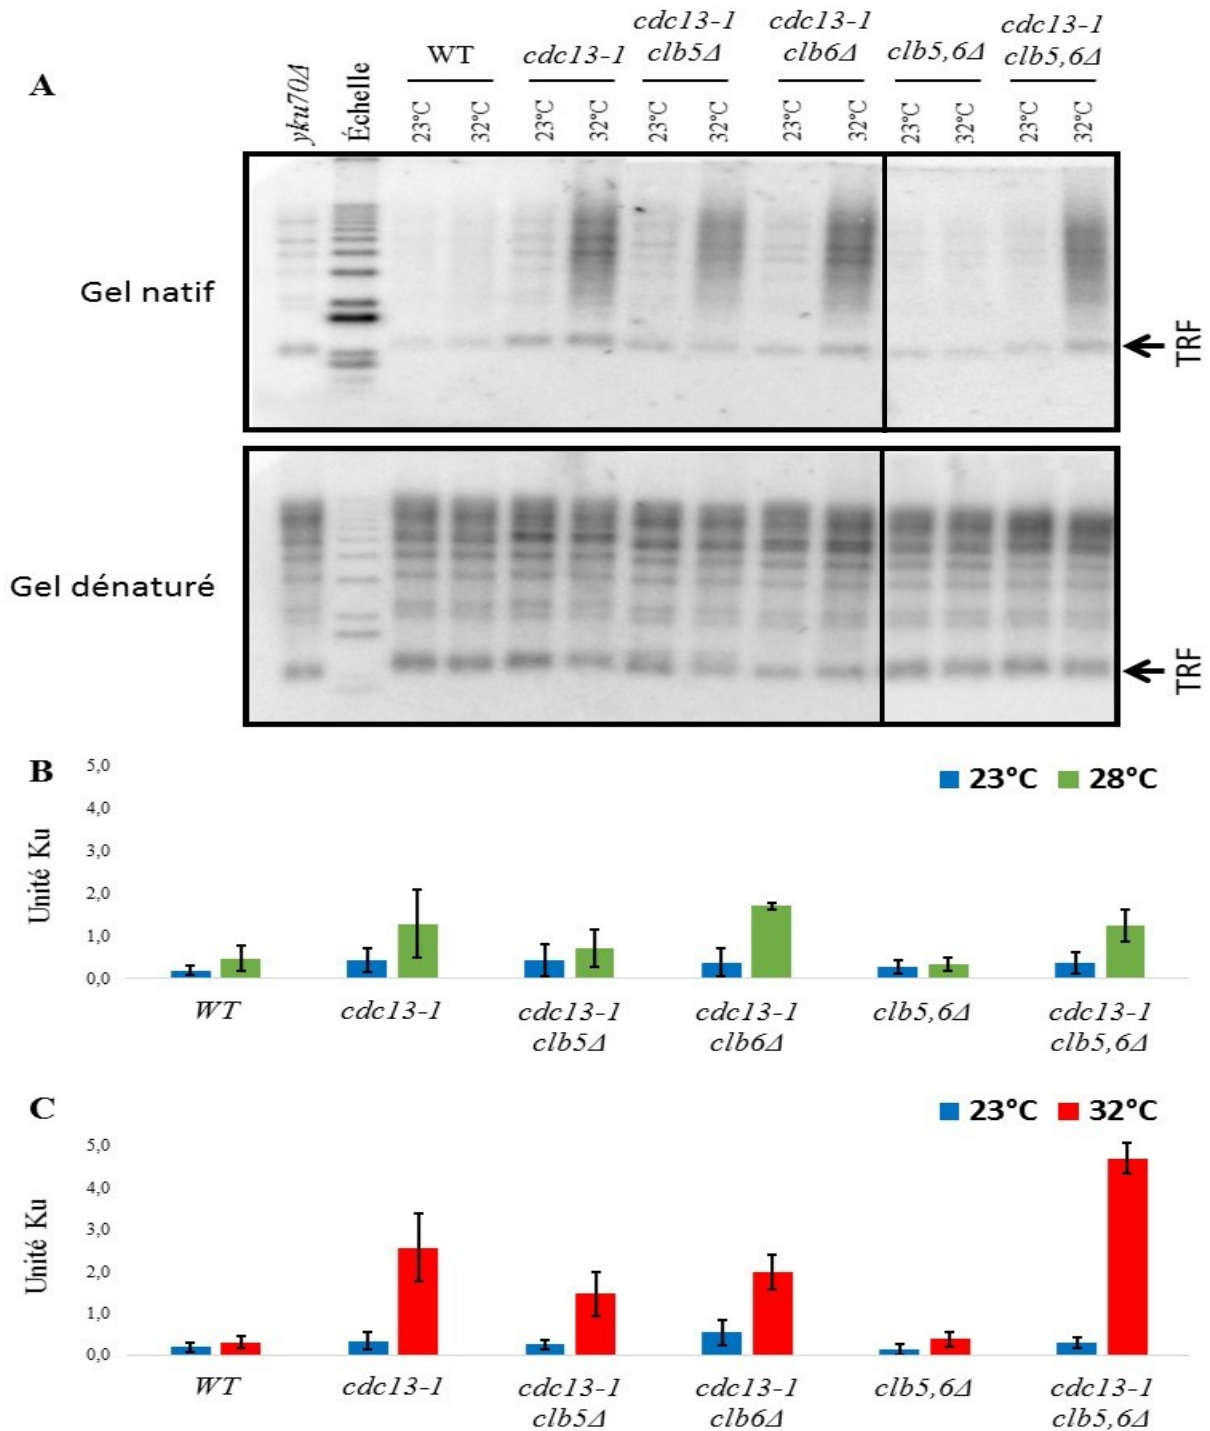 A
yku70Δ
Échelle
WT
cdc13-1
cdc13-1
clb5Δ
cdc13-1
clb6Δ
clb5,6Δ
cdc13-1
clb5,6Δ
23°C
32°C
23°C
32°C
23°C
32°C
23°C
32°C
23°C
32°C
23°C
32°C
Gel natif
TRF
Gel dénaturé
TRF
B
23°C 28°C
Unité Ku
5,0
4,0
3,0
2,0
1,0
0,0
WT
cdc13-1
cdc13-1
clb5Δ
cdc13-1
clb6Δ
clb5,6Δ
cdc13-1
clb5,6Δ
C
23°C 32°C
Unité Ku
5,0
4,0
3,0
2,0
1,0
0,0
WT
cdc13-1
cdc13-1
clb5Δ
cdc13-1
clb6Δ
clb5,6Δ
cdc13-1
clb5,6Δ